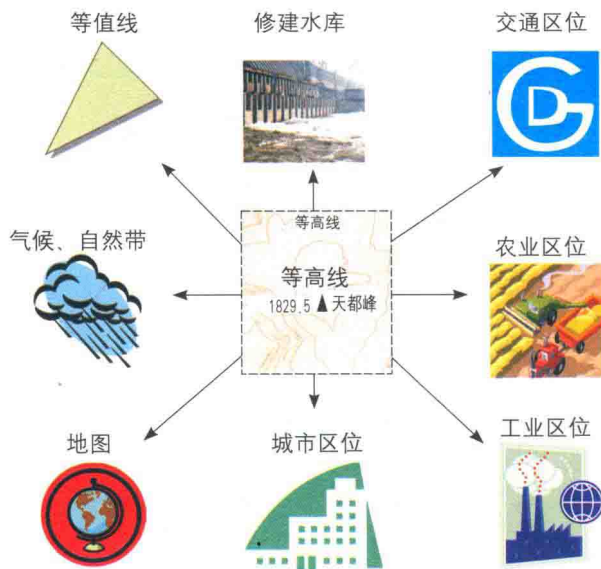 等值线
修建水库
交通区位
GD
气候、自然带
等高线
等高线
1829.5 ▲ 天都峰
农业区位
地图
城市区位
工业区位